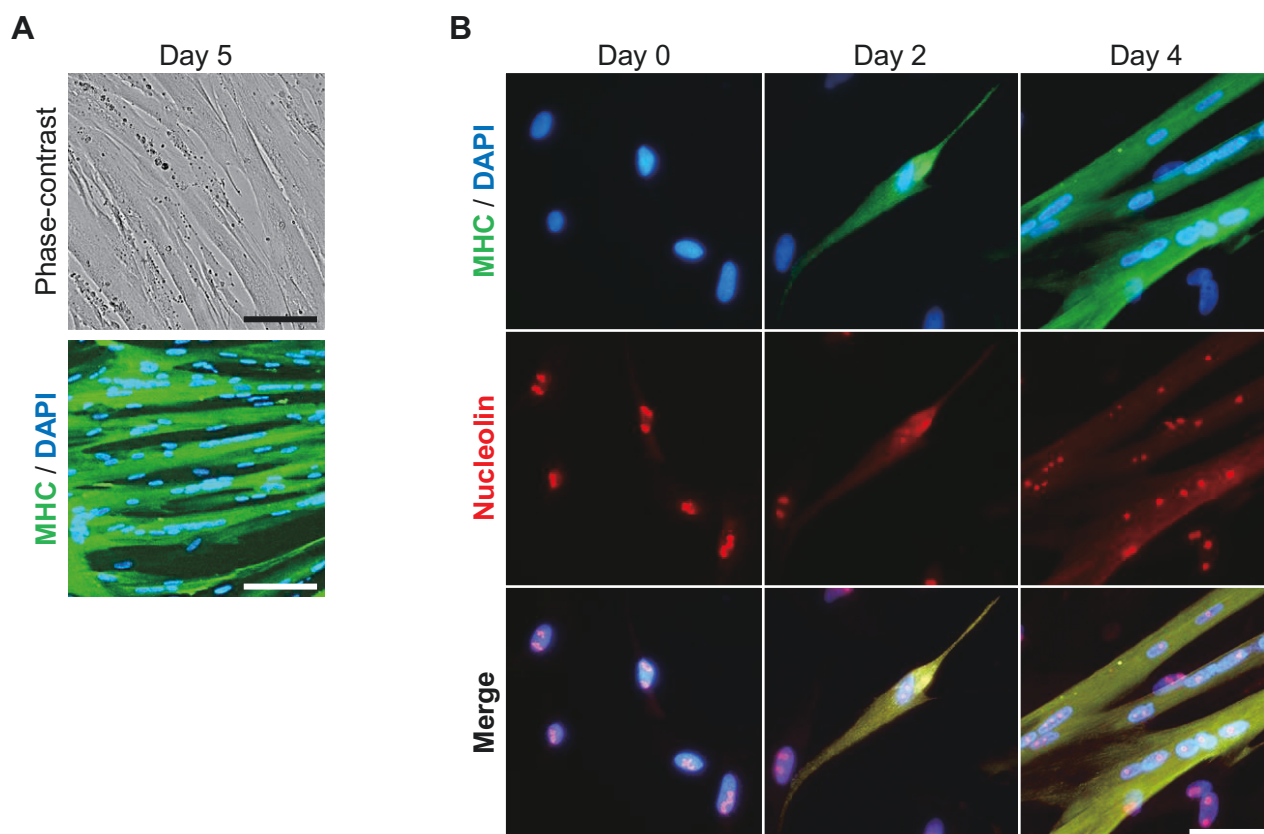 A
Day 5
Phase-contrast
MHC / DAPI
B
Day 0
Day 2
Day 4
MHC / DAPI
Nucleolin
Merge